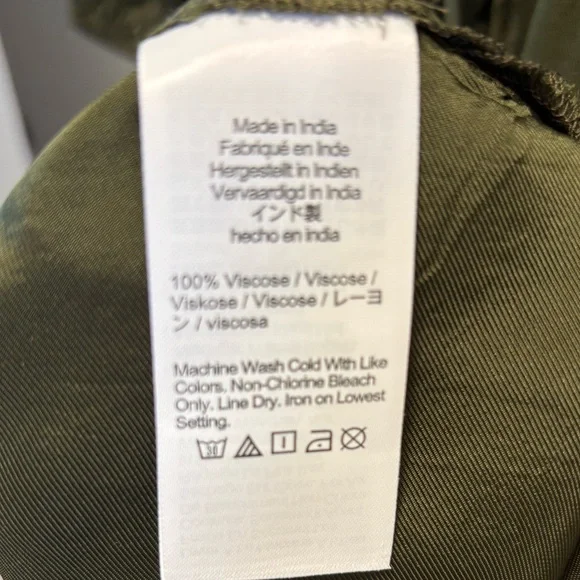 Made in India
Fabriqué en Inde
Hergestellt in Indien
Vervaardigd in India
インド製
hecho en india
100% Viscose / Viscose /
Viskose / Viscose / レーヨ
ン / viscosa
Machine Wash Cold With Like
Colors. Non-Chlorine Bleach
Only. Line Dry. Iron on Lowest
Setting.
30